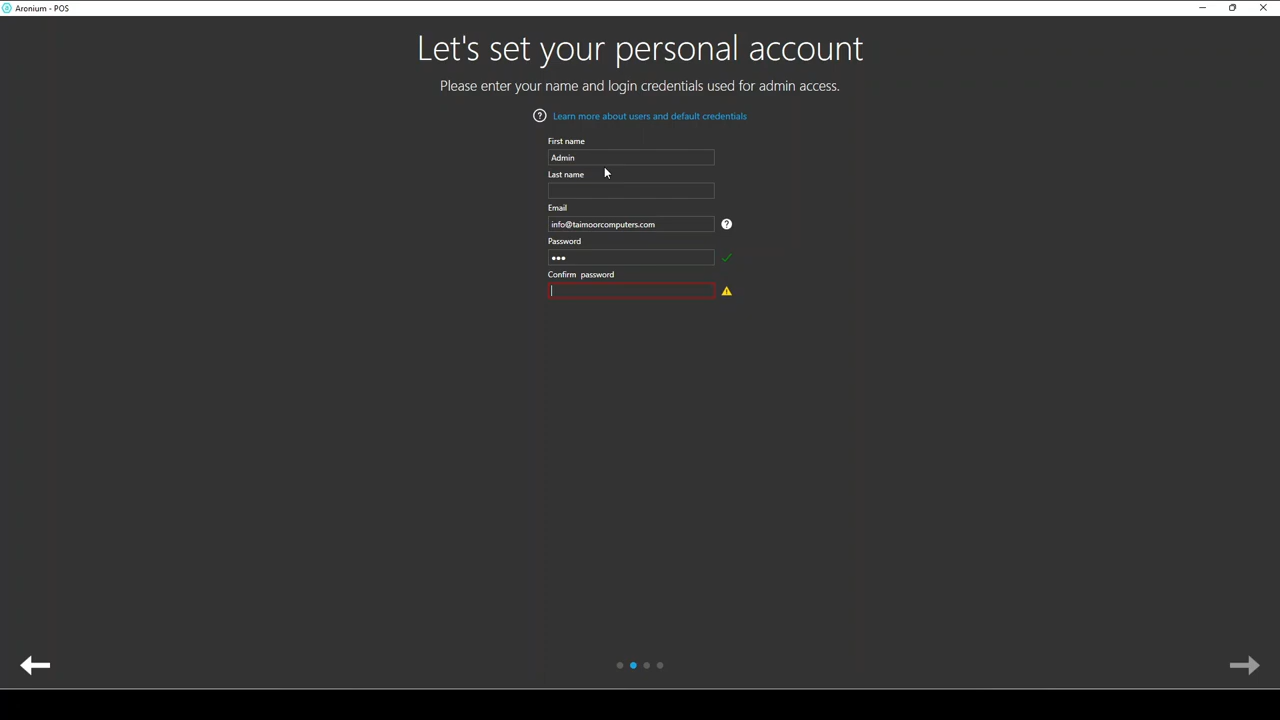 Aronium - POS
Let's set your personal account
Please enter your name and login credentials used for admin access.
Learn more about users and default credentials
First name
Admin
Last name
Email
info@taimoorcomputers.com
Password
•••
Confirm password